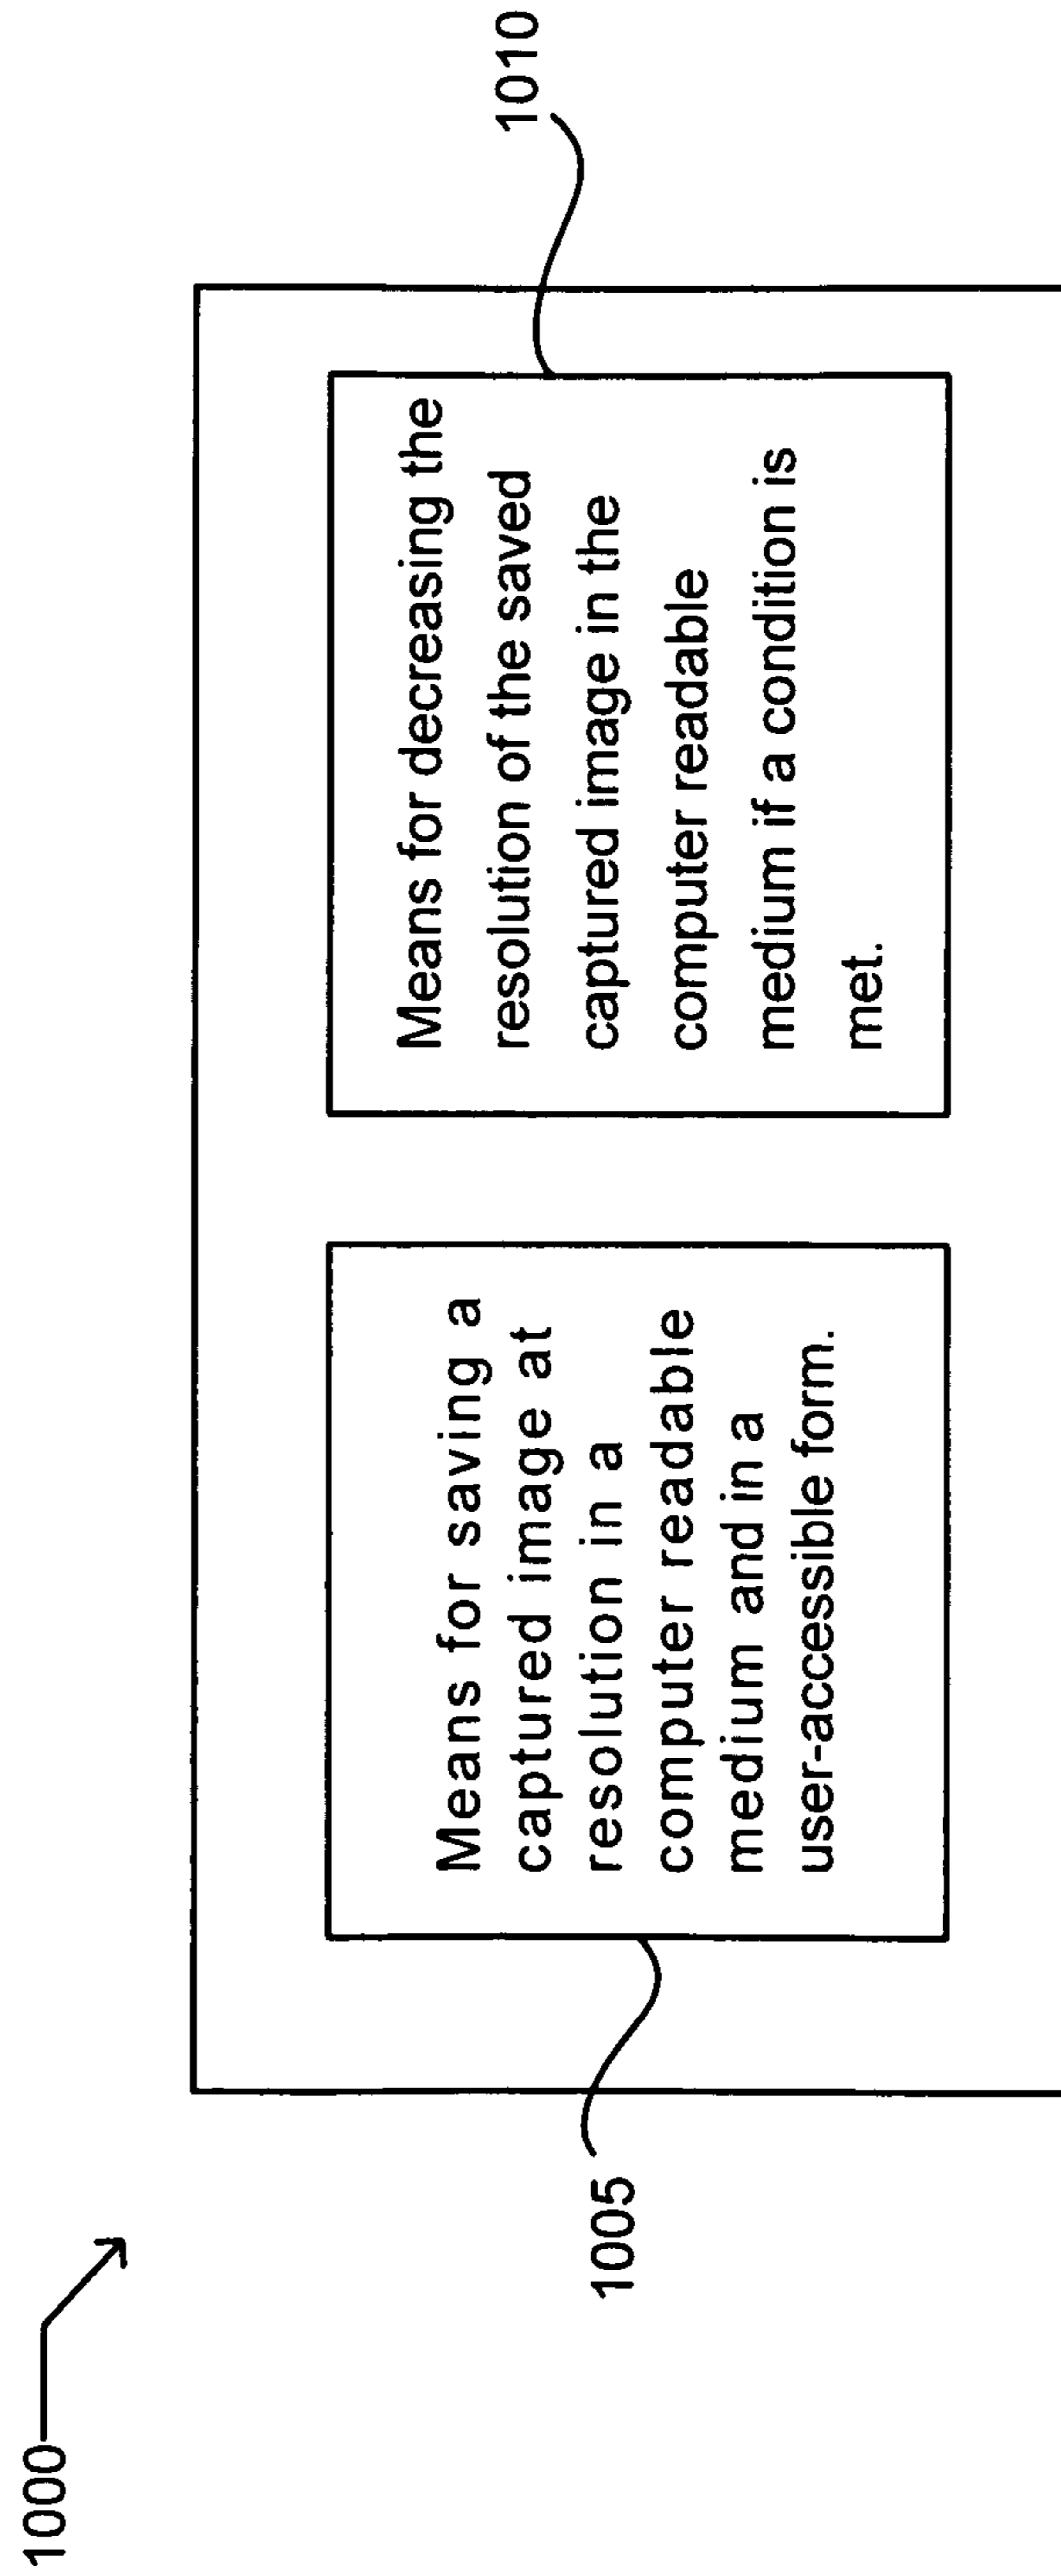 1000
1005
Means for saving a
captured image at
resolution in a
computer readable
medium and in a
user-accessible form.
Means for decreasing the
resolution of the saved
captured image in the
computer readable
medium if a condition is
met.
1010